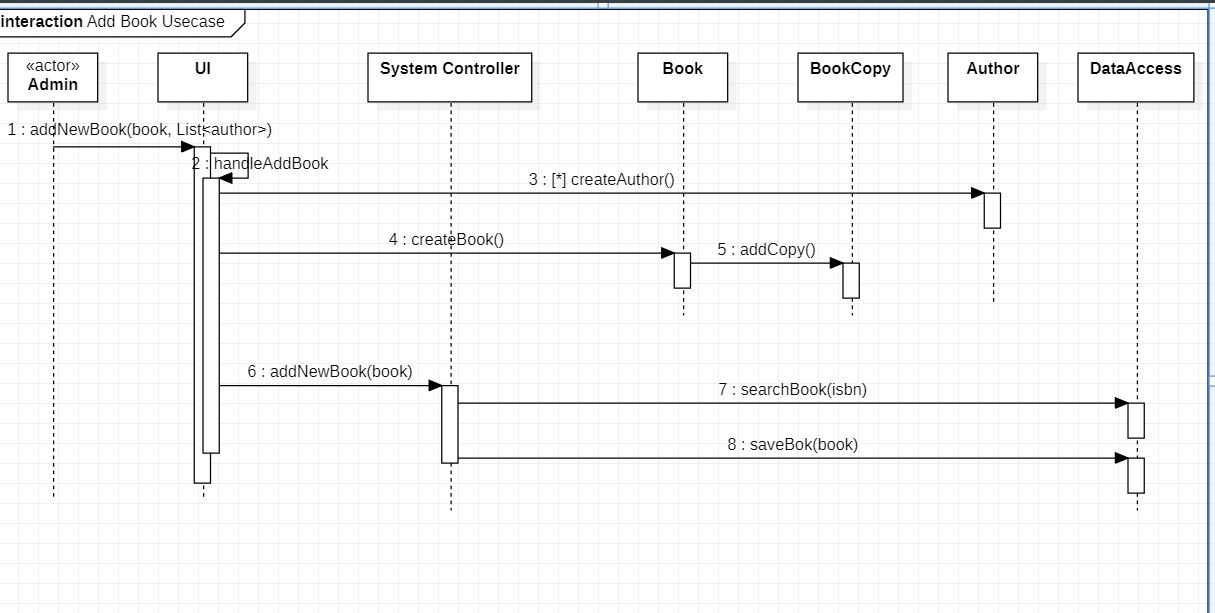 interaction Add Book Usecase
«actor»
Admin
UI
System Controller
Book
BookCopy
Author
DataAccess
1 : addNewBook(book, List<author>)
2 : handleAddBook
3 : [*] createAuthor()
4 : createBook()
5 : addCopy()
6 : addNewBook(book)
7 : searchBook(isbn)
8 : saveBok(book)